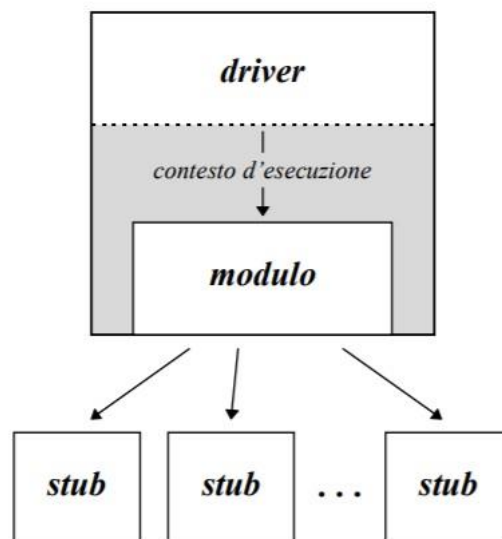 driver
contesto d'esecuzione
modulo
stub stub ... stub